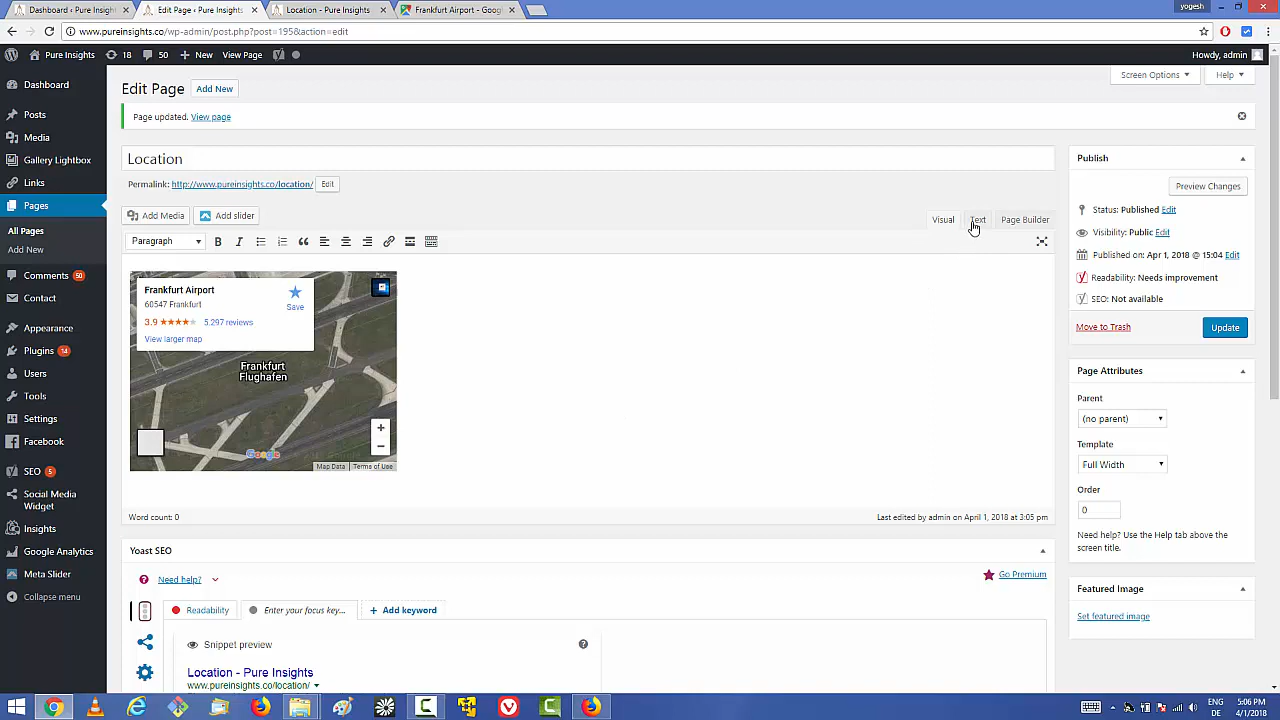 Dashboard ‹ Pure Insights
Edit Page ‹ Pure Insights
Location - Pure Insights
Frankfurt Airport - Googl
yogesh
www.pureinsights.co/wp-admin/post.php?post=195&action=edit
Pure Insights
18
50
New
View Page
Howdy, admin
Dashboard
Posts
Media
Gallery Lightbox
Links
Pages
All Pages
Add New
Comments 50
Contact
Appearance
Plugins 14
Users
Tools
Settings
Facebook
SEO 5
Social Media
Widget
Insights
Google Analytics
Meta Slider
Collapse menu
Edit Page
Add New
Screen Options
Help
Page updated. View page
Location
Permalink: http://www.pureinsights.co/location/ Edit
Add Media
Add slider
Visual
Text
Page Builder
Paragraph
B
I
Frankfurt Airport
60547 Frankfurt
3.9
5.297 reviews
View larger map
Save
Frankfurt
Flughafen
+
−
Google
Map Data
Terms of Use
Word count: 0
Last edited by admin on April 1, 2018 at 3:05 pm
Yoast SEO
Need help?
Go Premium
Readability
Enter your focus key...
+ Add keyword
Snippet preview
Location - Pure Insights
www.pureinsights.co/location/
Publish
Preview Changes
Status: Published Edit
Visibility: Public Edit
Published on: Apr 1, 2018 @ 15:04 Edit
Readability: Needs improvement
SEO: Not available
Move to Trash
Update
Page Attributes
Parent
(no parent)
Template
Full Width
Order
0
Need help? Use the Help tab above the
screen title.
Featured Image
Set featured image
ENG
DE
5:06 PM
4/1/2018